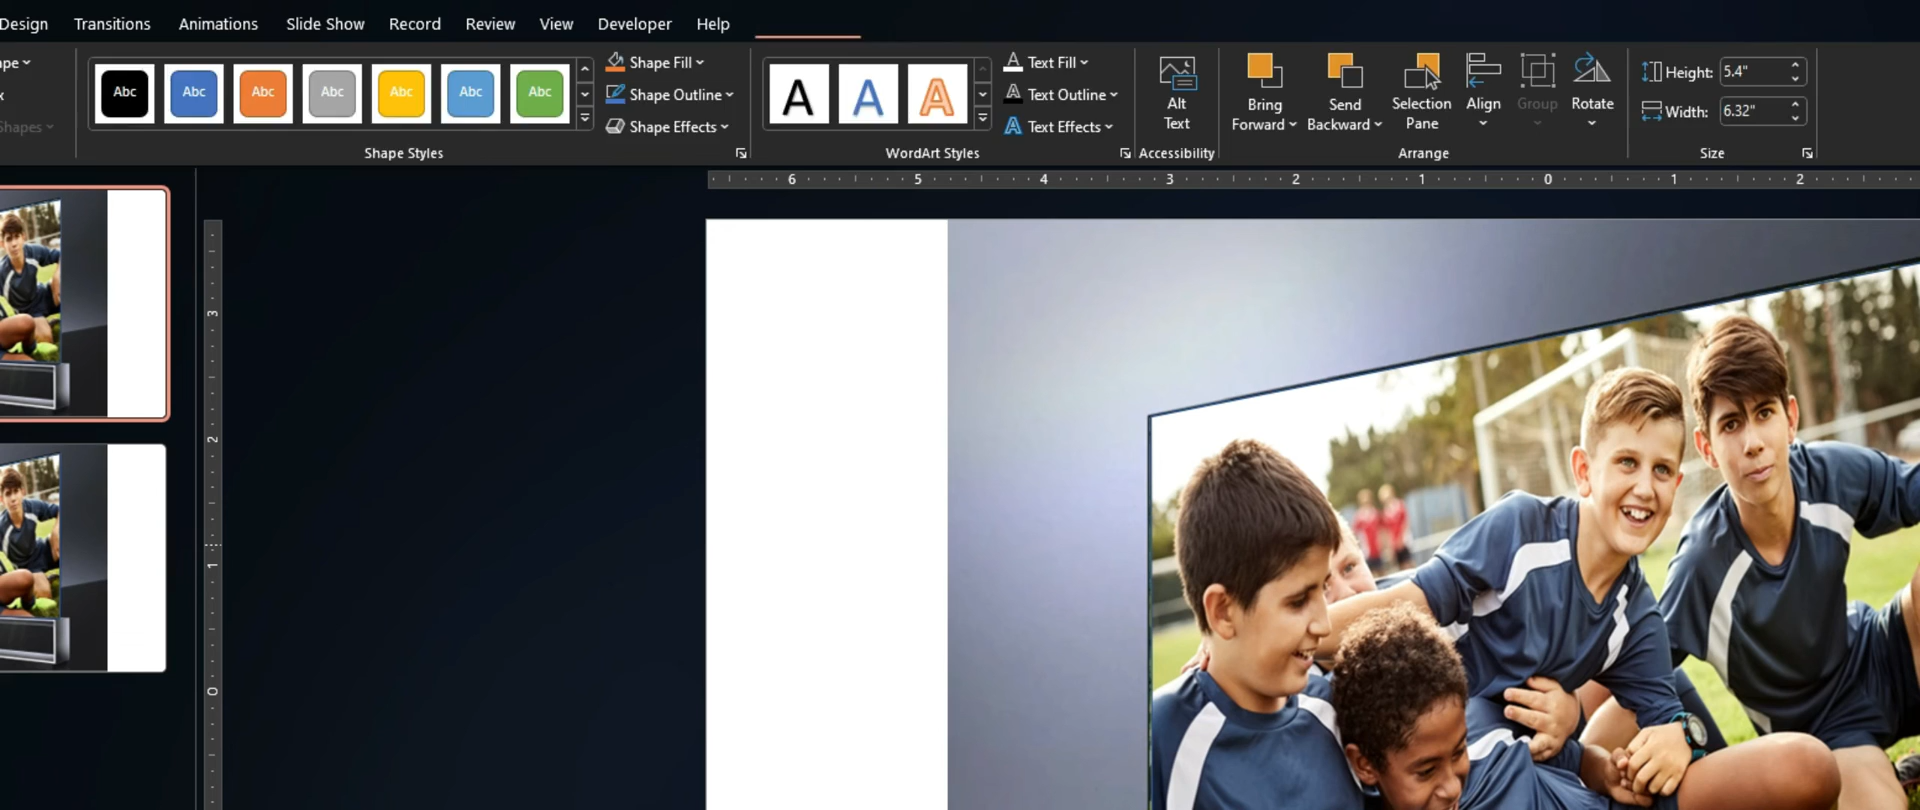 Design Transitions Animations Slide Show Record Review View Developer Help
Abc Abc Abc Abc Abc Abc Abc
Shape Fill
Shape Outline
Shape Effects
Shape Styles
A A A
Text Fill
Text Outline
Text Effects
WordArt Styles
Alt
Text
Accessibility
Bring
Forward
Send
Backward
Selection
Pane
Align
Group
Rotate
Arrange
Height: 5.4"
Width: 6.32"
Size
6 5 4 3 2 1 0 1 2
3
2
1
0